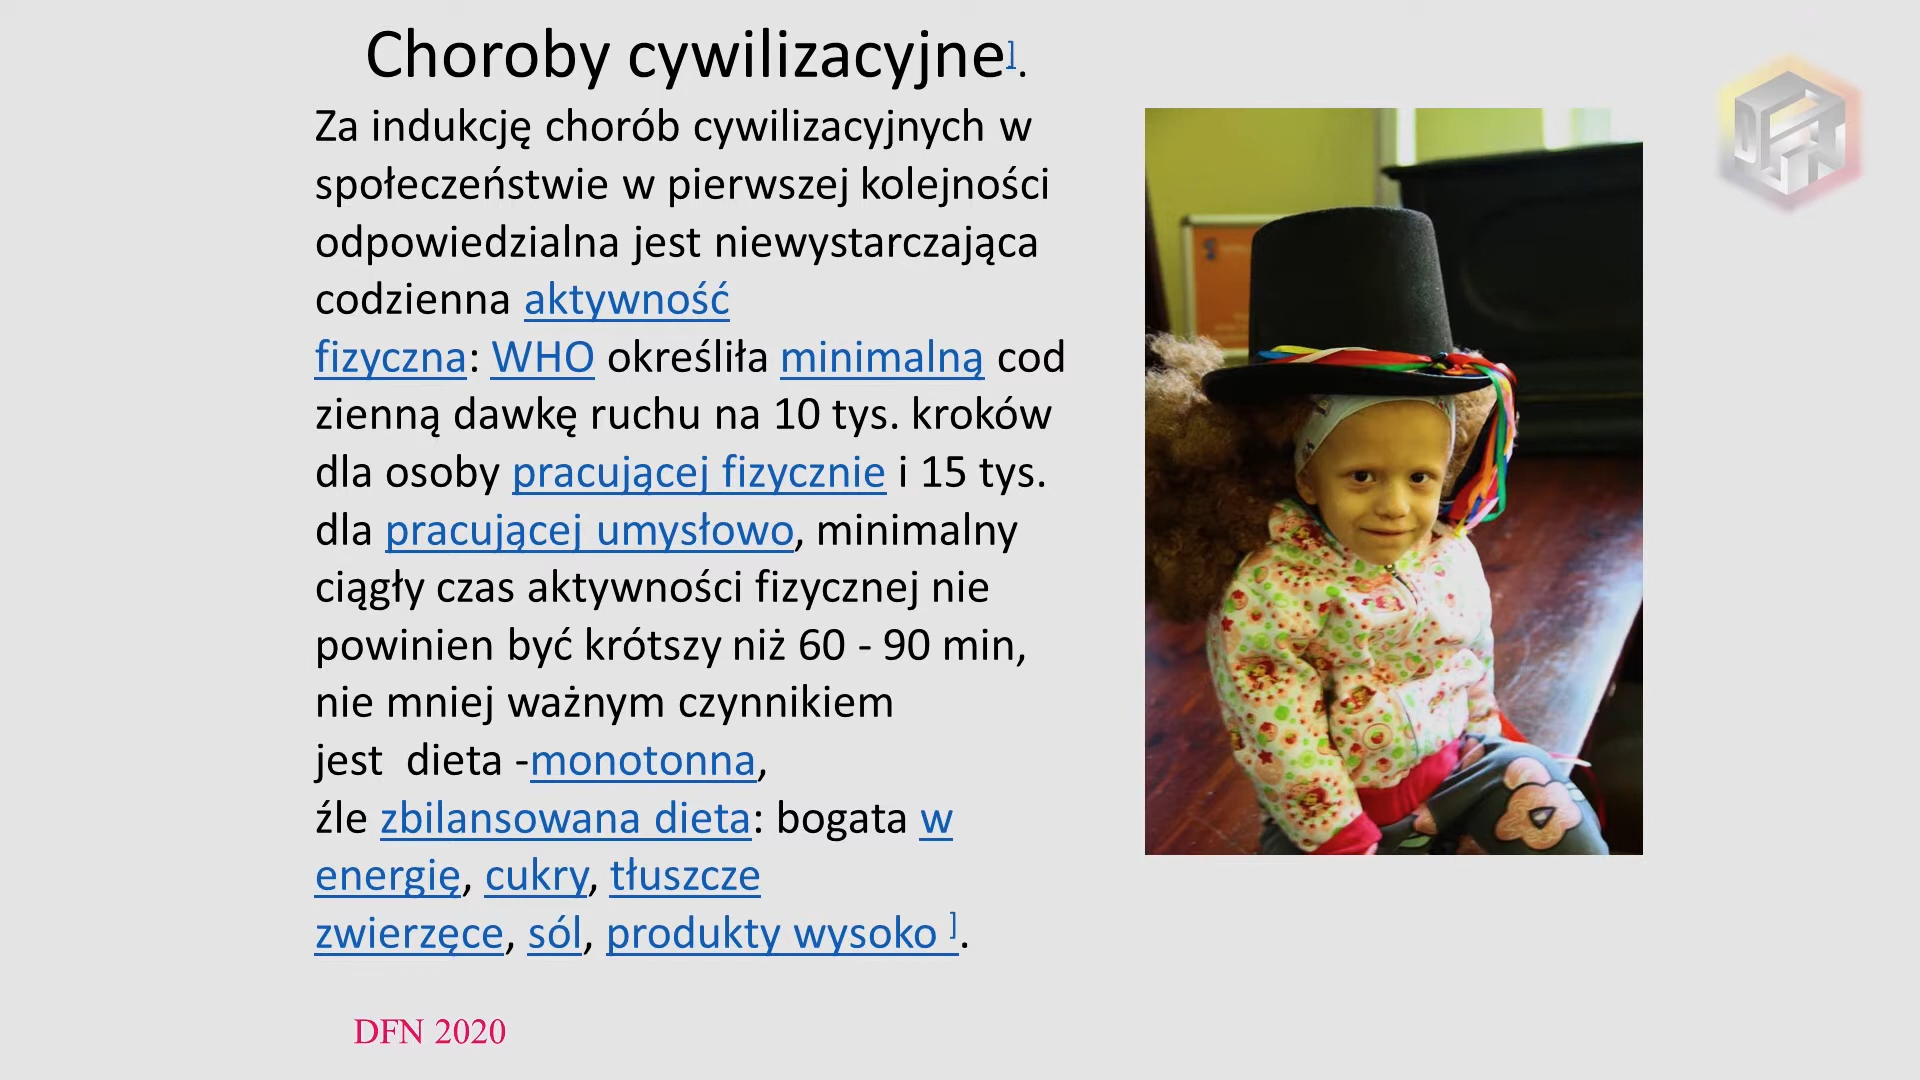 Choroby cywilizacyjne].
Za indukcję chorób cywilizacyjnych w
społeczeństwie w pierwszej kolejności
odpowiedzialna jest niewystarczająca
codzienna aktywność
fizyczna: WHO określiła minimalną cod
zienną dawkę ruchu na 10 tys. kroków
dla osoby pracującej fizycznie i 15 tys.
dla pracującej umysłowo, minimalny
ciągły czas aktywności fizycznej nie
powinien być krótszy niż 60 - 90 min,
nie mniej ważnym czynnikiem
jest  dieta -monotonna,
źle zbilansowana dieta: bogata w
energię, cukry, tłuszcze
zwierzęce, sól, produkty wysoko ].
DFN 2020